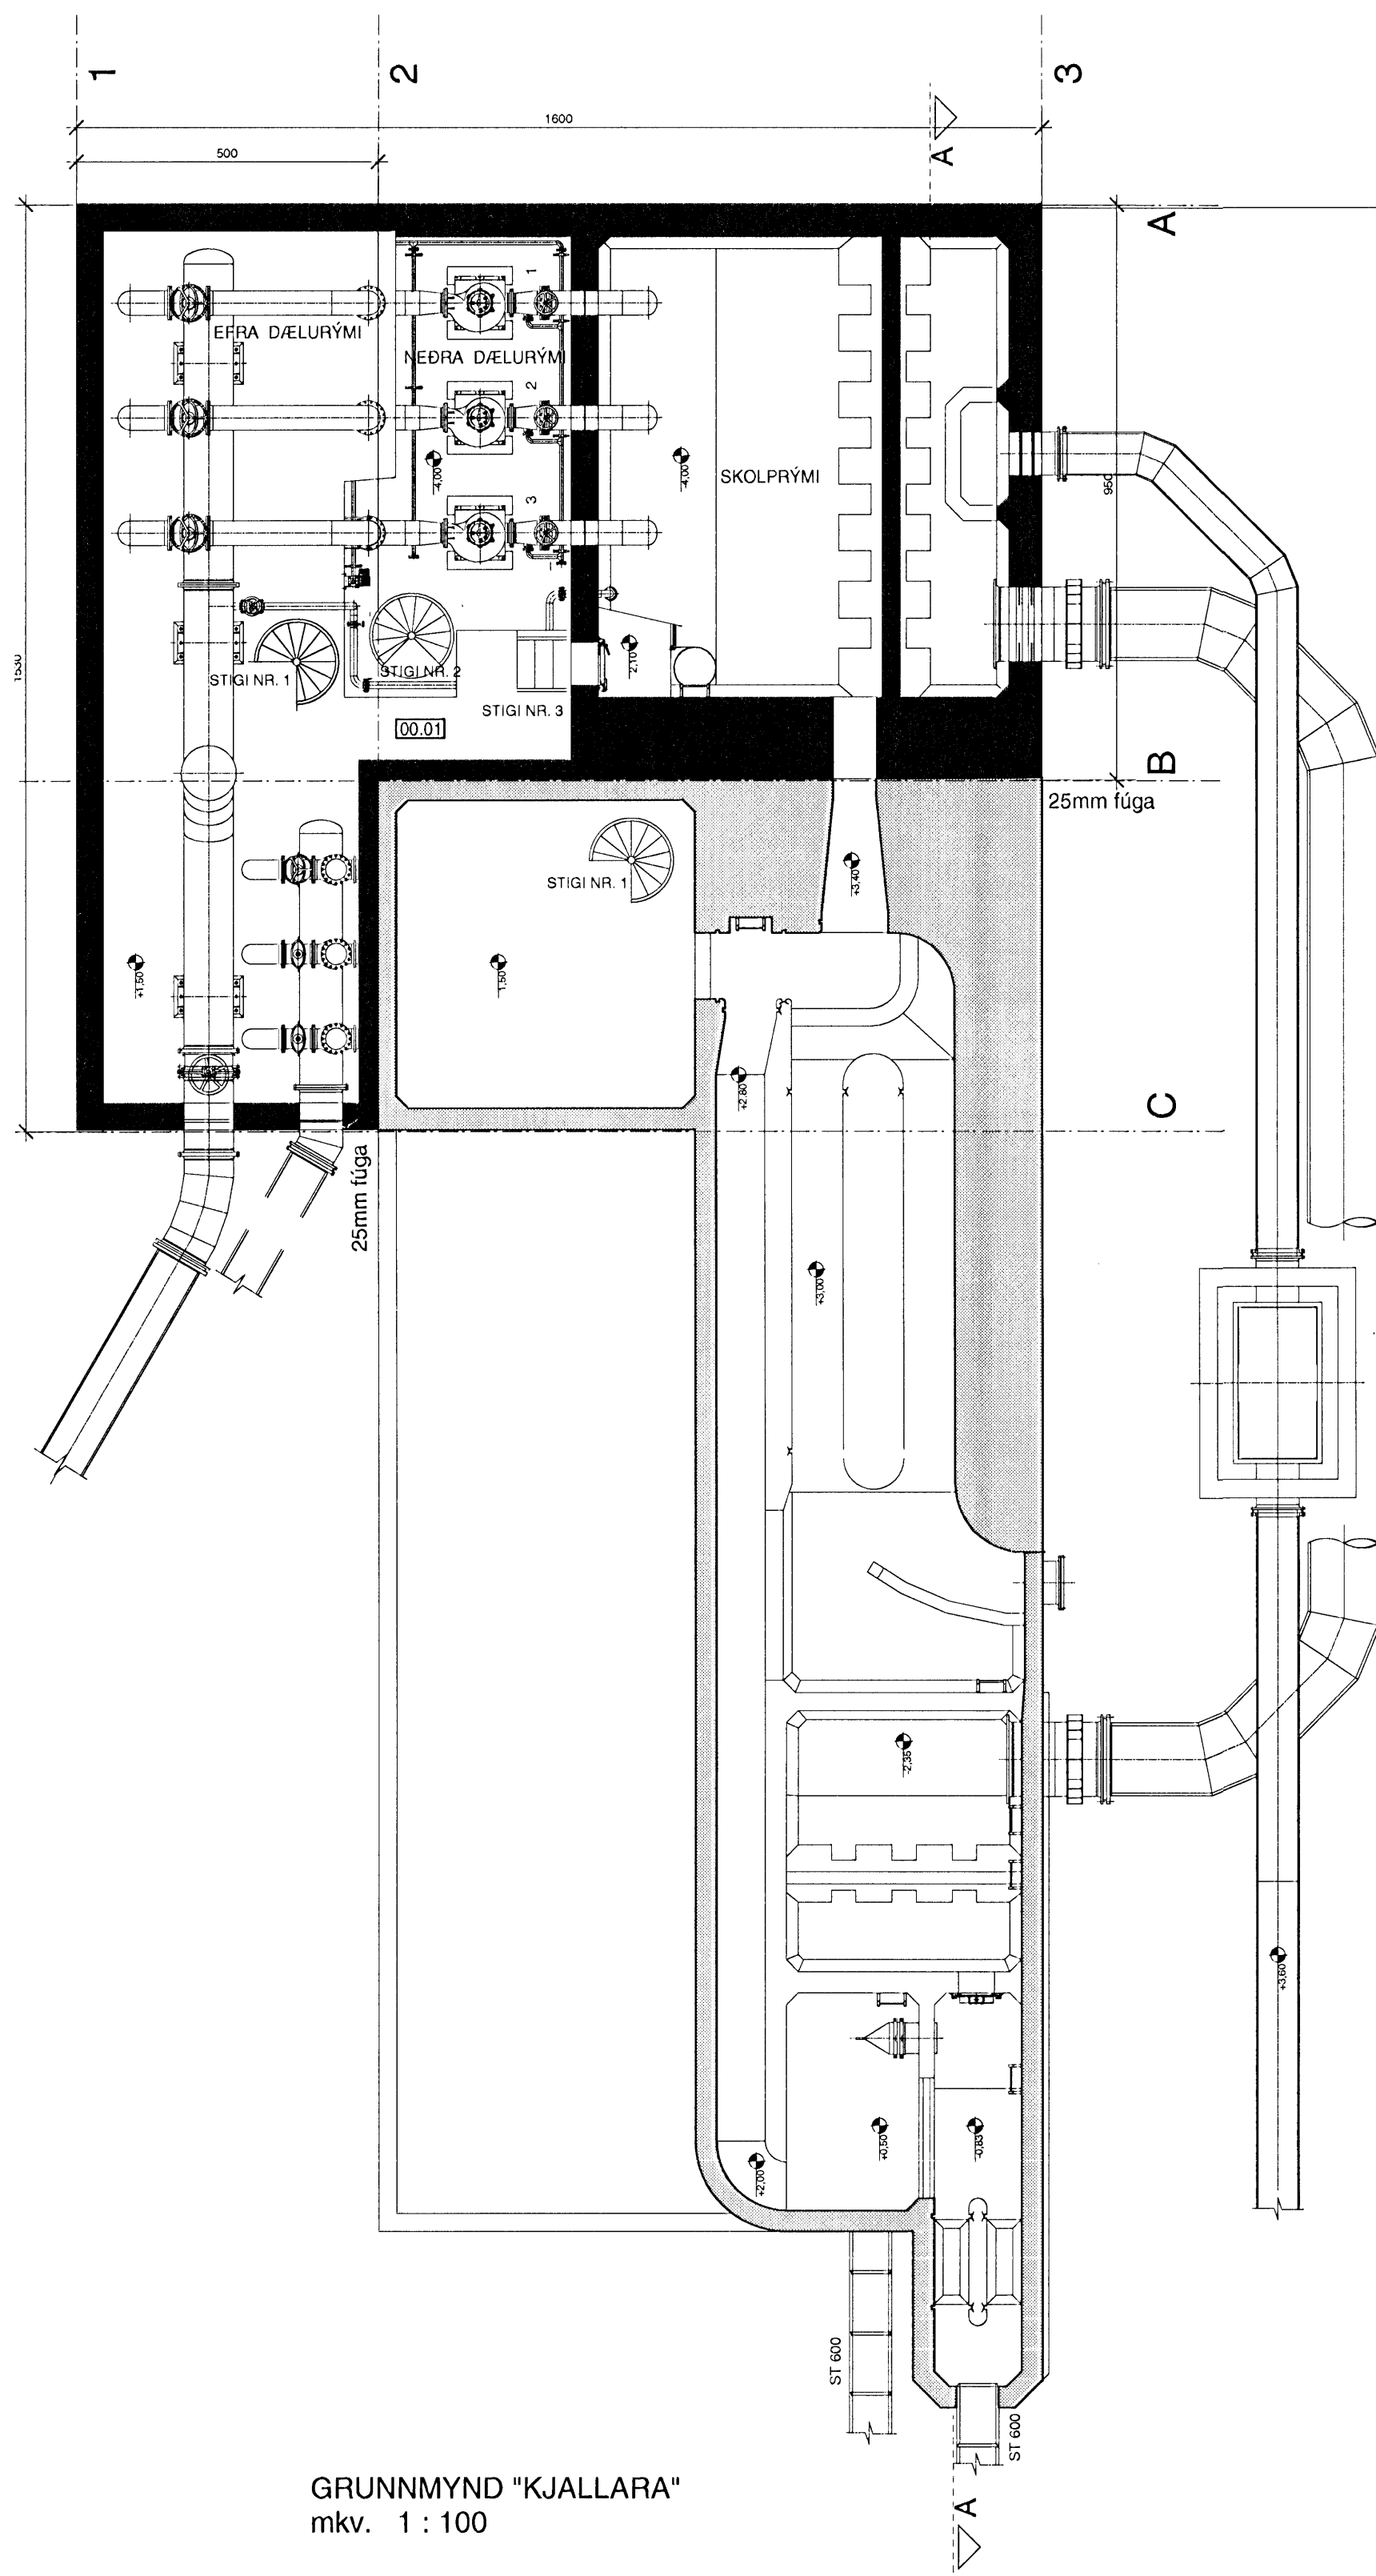 1
2
3
1600
500
A
A
EFRA DÆLURÝMI
NEÐRA DÆLURÝMI
1
2
3
-4,00
-4,00
SKOLPRÝMI
950
1530
2,10
STIGI NR. 1
STIGI NR. 2
STIGI NR. 3
00.01
B
25mm fúga
STIGI NR. 1
+3,40
+1,50
1,50
+2,80
C
25mm fúga
+3,00
-2,35
+3,60
+0,50
-0,83
+2,00
ST 600
ST 600
A
GRUNNMYND "KJALLARA"
mkv. 1 : 100